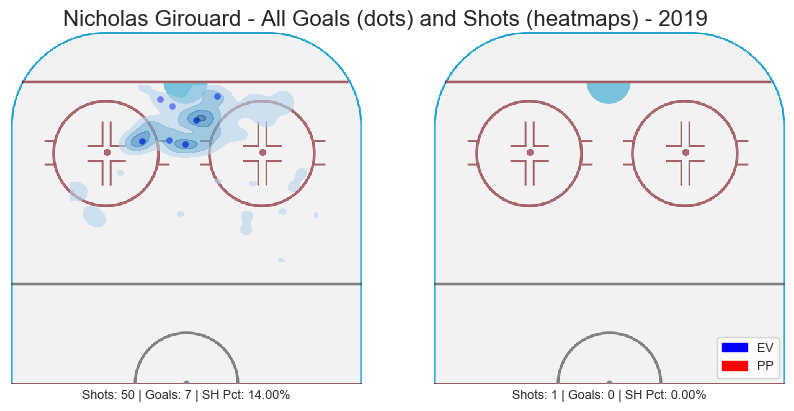 Nicholas Girouard - All Goals (dots) and Shots (heatmaps) - 2019
EV
PP
Shots: 50 | Goals: 7 | SH Pct: 14.00%
Shots: 1 | Goals: 0 | SH Pct: 0.00%